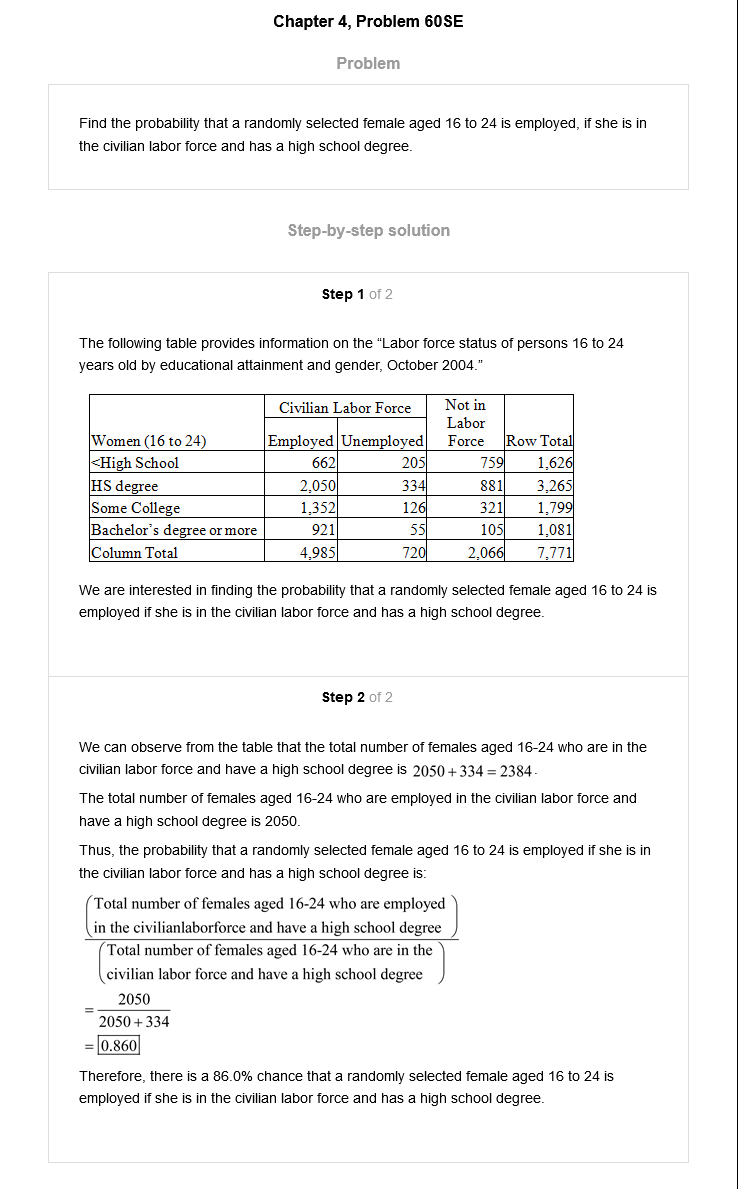 Chapter 4, Problem 60SE
Problem
Find the probability that a randomly selected female aged 16 to 24 is employed, if she is in
the civilian labor force and has a high school degree.
Step-by-step solution
Step 1 of 2
The following table provides information on the “Labor force status of persons 16 to 24
years old by educational attainment and gender, October 2004.”
Civilian Labor Force Not in
Labor
Women (16 to 24) Employed Unemployed Force Row Total
<High School 662 205 759 1,626
HS degree 2,050 334 881 3,265
Some College 1,352 126 321 1,799
Bachelor’s degree or more 921 55 105 1,081
Column Total 4,985 720 2,066 7,771
We are interested in finding the probability that a randomly selected female aged 16 to 24 is
employed if she is in the civilian labor force and has a high school degree.
Step 2 of 2
We can observe from the table that the total number of females aged 16-24 who are in the
civilian labor force and have a high school degree is 2050 + 334 = 2384.
The total number of females aged 16-24 who are employed in the civilian labor force and
have a high school degree is 2050.
Thus, the probability that a randomly selected female aged 16 to 24 is employed if she is in
the civilian labor force and has a high school degree is:
(Total number of females aged 16-24 who are employed
in the civilianlaborforce and have a high school degree)
(Total number of females aged 16-24 who are in the
civilian labor force and have a high school degree)
= 2050
2050 + 334
= 0.860
Therefore, there is a 86.0% chance that a randomly selected female aged 16 to 24 is
employed if she is in the civilian labor force and has a high school degree.